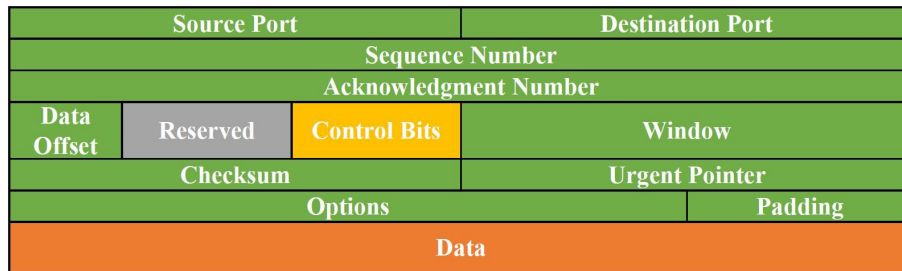 Source Port Destination Port
Sequence Number
Acknowledgment Number
Data Offset Reserved Control Bits Window
Checksum Urgent Pointer
Options Padding
Data